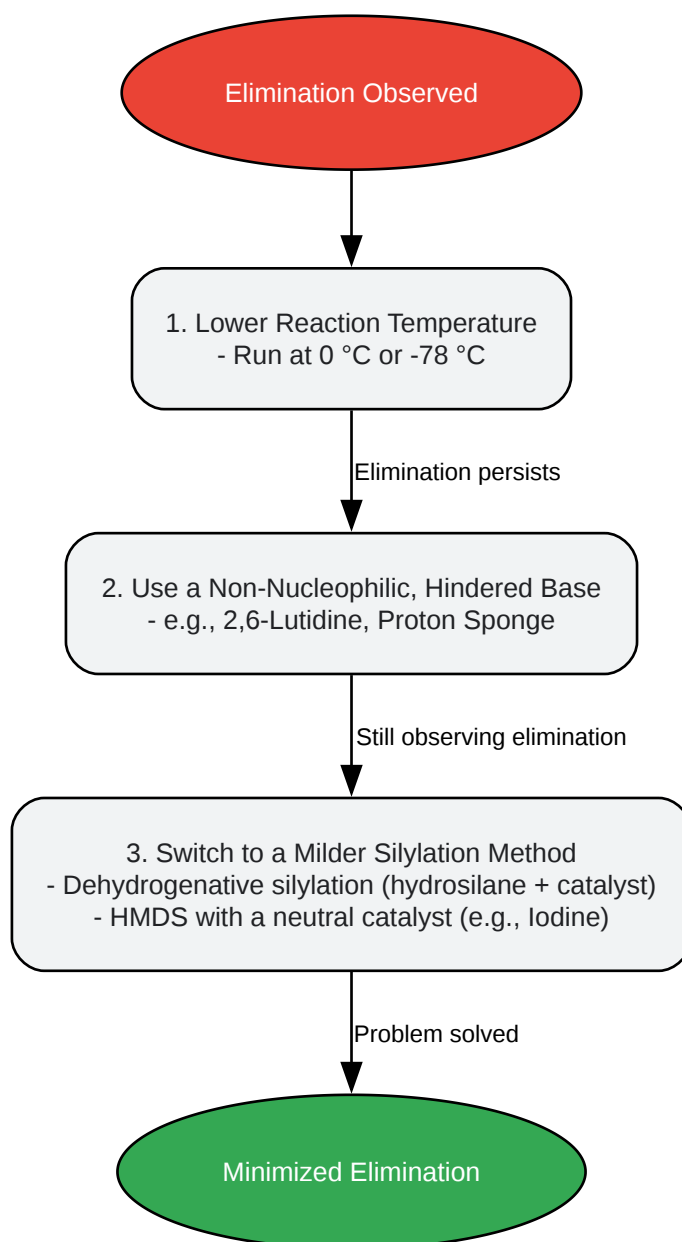 Elimination Observed
1. Lower Reaction Temperature
- Run at 0 °C or -78 °C
Elimination persists
2. Use a Non-Nucleophilic, Hindered Base
- e.g., 2,6-Lutidine, Proton Sponge
Still observing elimination
3. Switch to a Milder Silylation Method
- Dehydrogenative silylation (hydrosilane + catalyst)
- HMDS with a neutral catalyst (e.g., Iodine)
Problem solved
Minimized Elimination